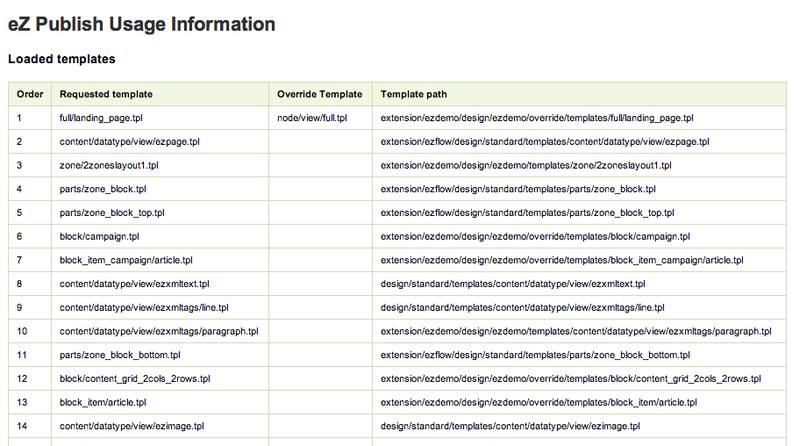 eZ Publish Usage Information
Loaded templates
Order Requested template Override Template Template path
1 full/landing_page.tpl node/view/full.tpl extension/ezdemo/design/ezdemo/override/templates/full/landing_page.tpl
2 content/datatype/view/ezpage.tpl extension/ezflow/design/standard/templates/content/datatype/view/ezpage.tpl
3 zone/2zoneslayout1.tpl extension/ezdemo/design/ezdemo/templates/zone/2zoneslayout1.tpl
4 parts/zone_block.tpl extension/ezflow/design/standard/templates/parts/zone_block.tpl
5 parts/zone_block_top.tpl extension/ezflow/design/standard/templates/parts/zone_block_top.tpl
6 block/campaign.tpl extension/ezdemo/design/ezdemo/override/templates/block/campaign.tpl
7 block_item_campaign/article.tpl extension/ezdemo/design/ezdemo/override/templates/block_item_campaign/article.tpl
8 content/datatype/view/ezxmltext.tpl design/standard/templates/content/datatype/view/ezxmltext.tpl
9 content/datatype/view/ezxmltags/line.tpl design/standard/templates/content/datatype/view/ezxmltags/line.tpl
10 content/datatype/view/ezxmltags/paragraph.tpl extension/ezdemo/design/ezdemo/templates/content/datatype/view/ezxmltags/paragraph.tpl
11 parts/zone_block_bottom.tpl extension/ezflow/design/standard/templates/parts/zone_block_bottom.tpl
12 block/content_grid_2cols_2rows.tpl extension/ezdemo/design/ezdemo/override/templates/block/content_grid_2cols_2rows.tpl
13 block_item/article.tpl extension/ezdemo/design/ezdemo/override/templates/block_item/article.tpl
14 content/datatype/view/ezimage.tpl design/standard/templates/content/datatype/view/ezimage.tpl